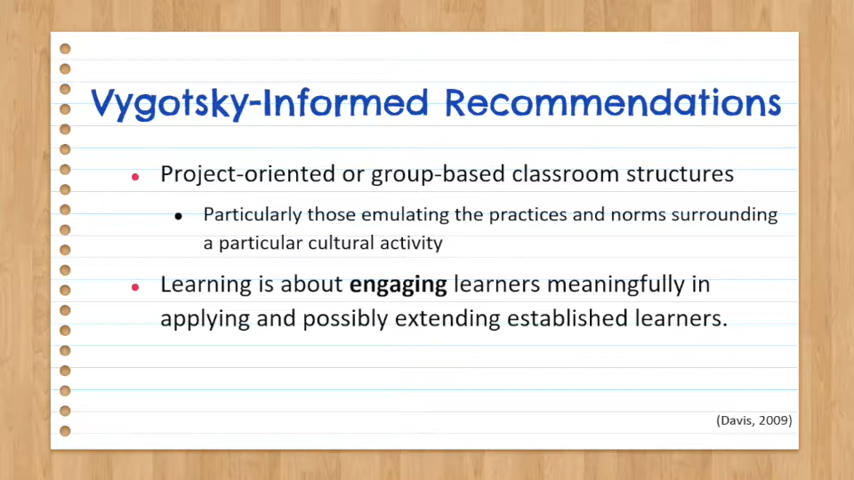 Vygotsky-Informed Recommendations
Project-oriented or group-based classroom structures
Particularly those emulating the practices and norms surrounding
a particular cultural activity
Learning is about engaging learners meaningfully in
applying and possibly extending established learners.
(Davis, 2009)